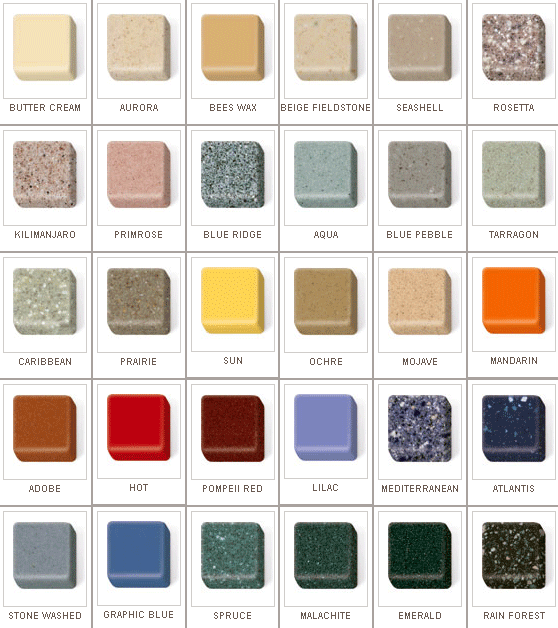 BUTTER CREAM
AURORA
BEES WAX
BEIGE FIELDSTONE
SEASHELL
ROSETTA
KILIMANJARO
PRIMROSE
BLUE RIDGE
AQUA
BLUE PEBBLE
TARRAGON
CARIBBEAN
PRAIRIE
SUN
OCHRE
MOJAVE
MANDARIN
ADOBE
HOT
POMPEII RED
LILAC
MEDITERRANEAN
ATLANTIS
STONE WASHED
GRAPHIC BLUE
SPRUCE
MALACHITE
EMERALD
RAIN FOREST